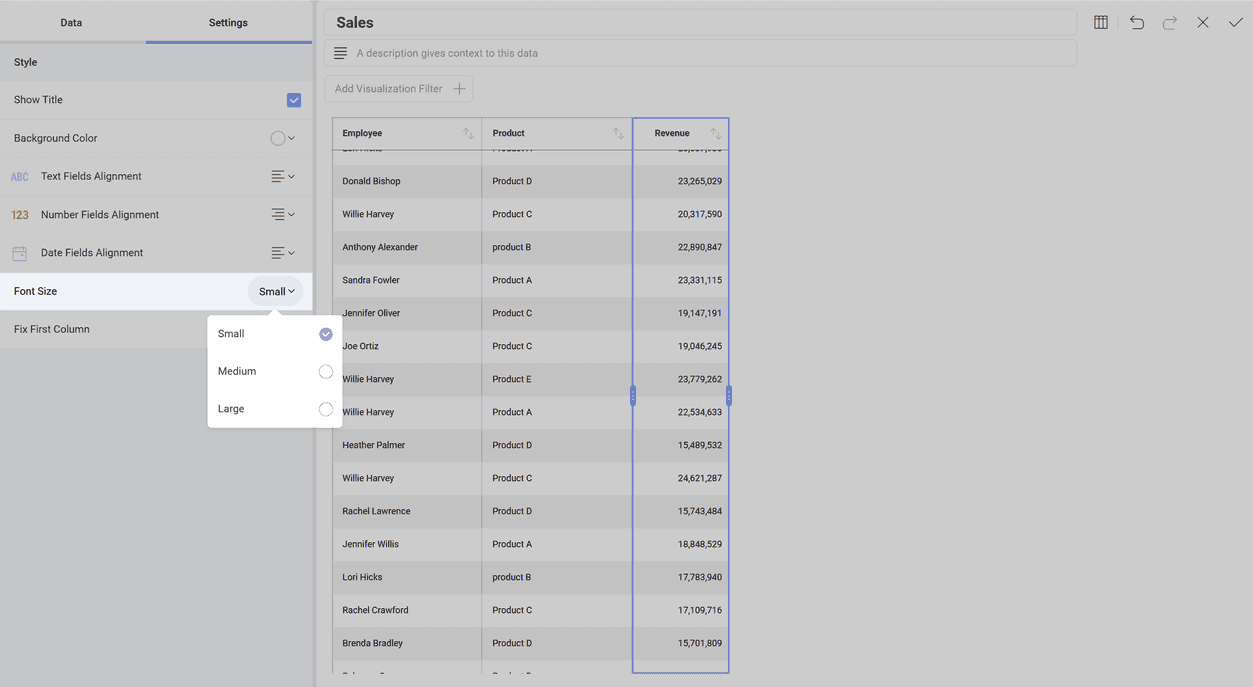 Data Settings
Style
Show Title
Background Color
ABC Text Fields Alignment
123 Number Fields Alignment
Date Fields Alignment
Font Size Small
Fix First Column
Small
Medium
Large
Sales
A description gives context to this data
Add Visualization Filter
Employee Product Revenue
Donald Bishop Product D 23,265,029
Willie Harvey Product C 20,317,590
Anthony Alexander product B 22,890,847
Sandra Fowler Product A 23,331,115
Jennifer Oliver Product C 19,147,191
Joe Ortiz Product C 19,046,245
Willie Harvey Product E 23,779,262
Willie Harvey Product A 22,534,633
Heather Palmer Product D 15,489,532
Willie Harvey Product C 24,621,287
Rachel Lawrence Product D 15,743,484
Jennifer Willis Product A 18,848,529
Lori Hicks product B 17,783,940
Rachel Crawford Product C 17,109,716
Brenda Bradley Product D 15,701,809